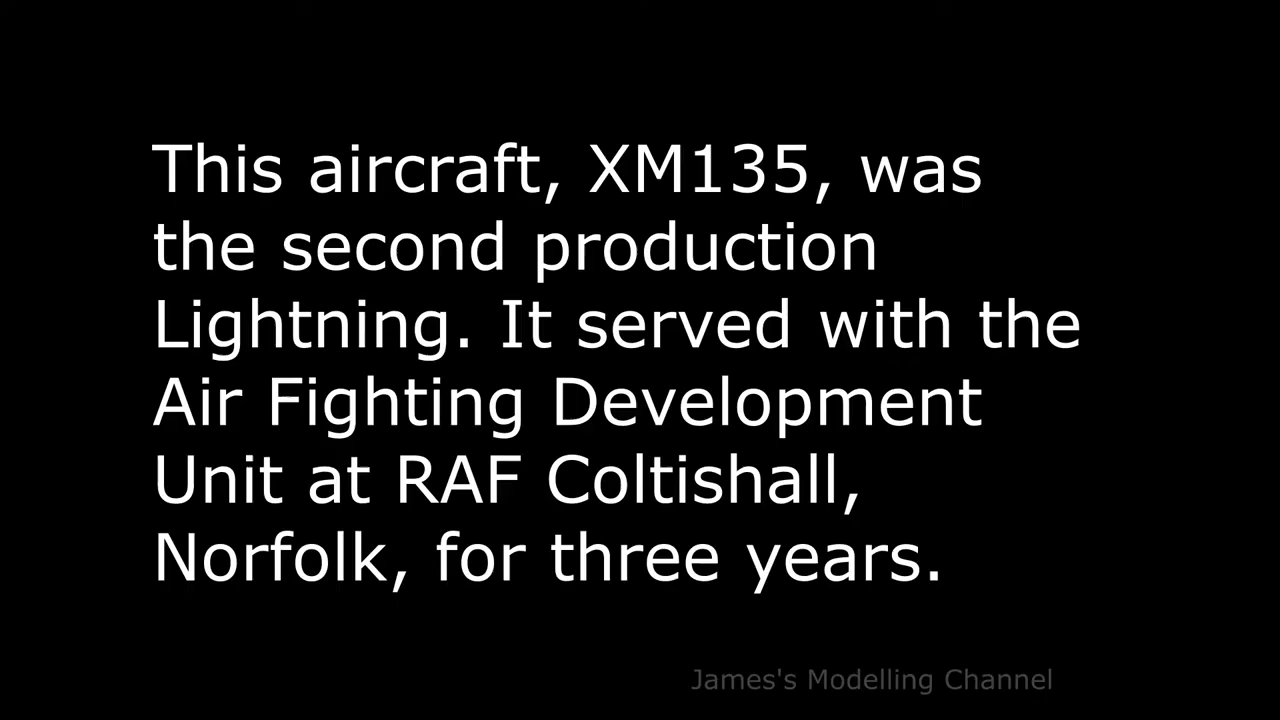 This aircraft, XM135, was
the second production
Lightning. It served with the
Air Fighting Development
Unit at RAF Coltishall,
Norfolk, for three years.
James's Modelling Channel